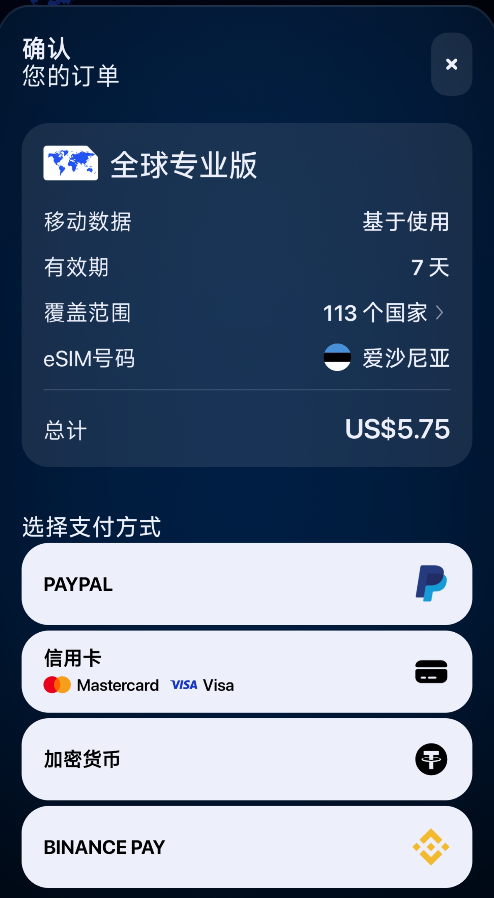 确认
您的订单
×
全球专业版
移动数据 基于使用
有效期 7 天
覆盖范围 113 个国家 >
eSIM号码 爱沙尼亚
总计 US$5.75
选择支付方式
PAYPAL
信用卡
Mastercard VISA Visa
加密货币
BINANCE PAY